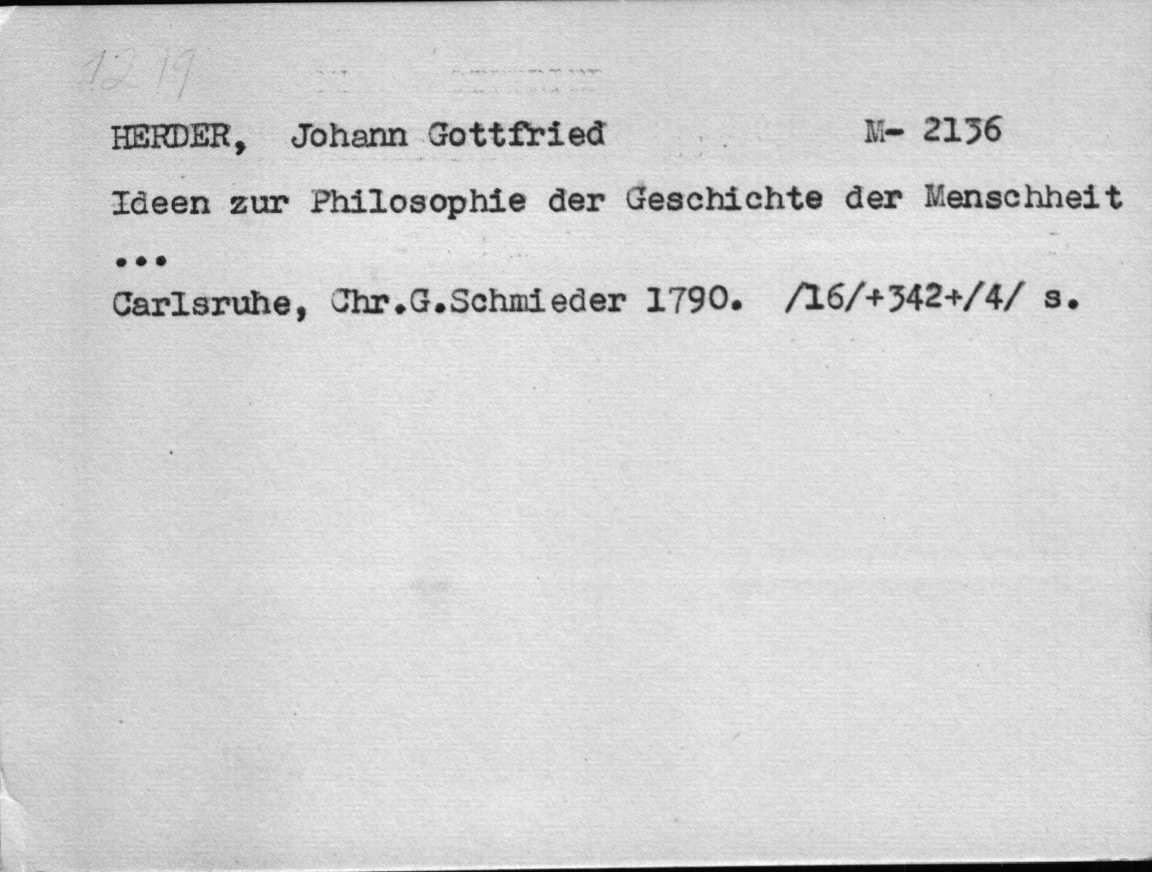 1219
HERDER, Johann Gottfried M- 2136
Ideen zur Philosophie der Geschichte der Menschheit
...
Carlsruhe, Chr.G.Schmieder 1790. /16/+342+/4/ s.